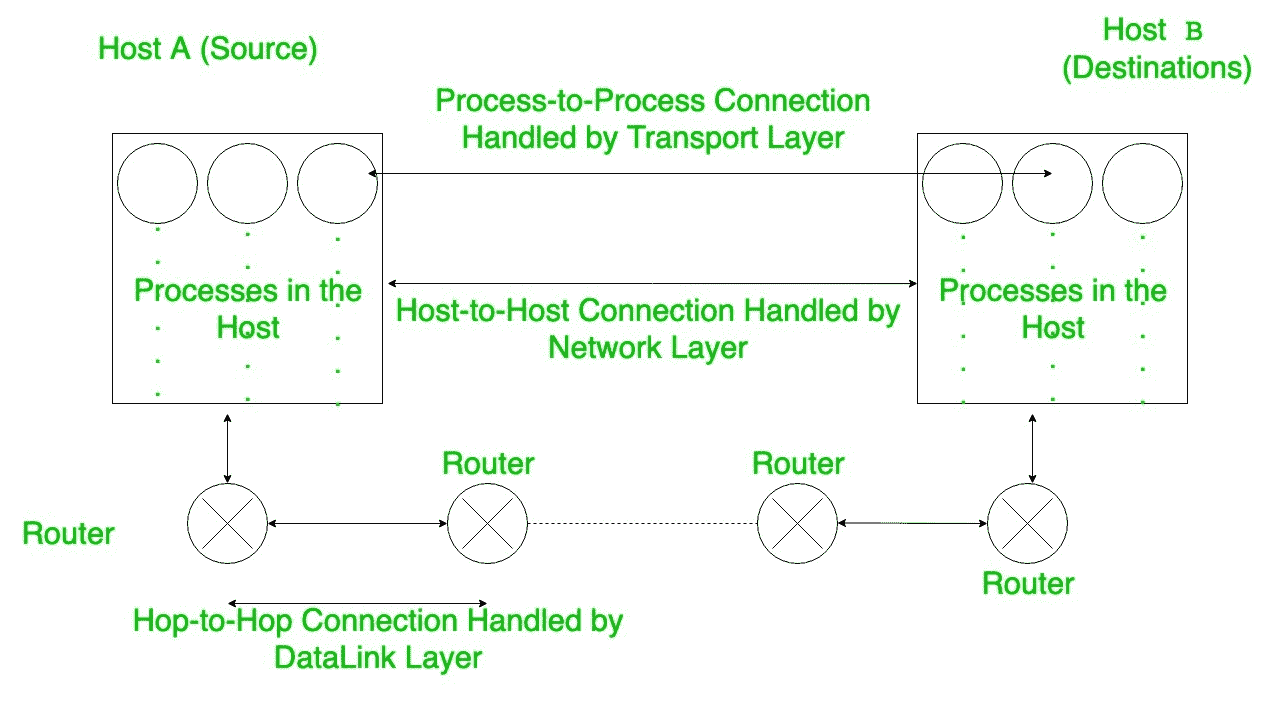 Host A (Source)
Host B
(Destinations)
Process-to-Process Connection
Handled by Transport Layer
Processes in the
Host
Host-to-Host Connection Handled by
Network Layer
Processes in the
Host
Router
Router
Router
Router
Hop-to-Hop Connection Handled by
DataLink Layer